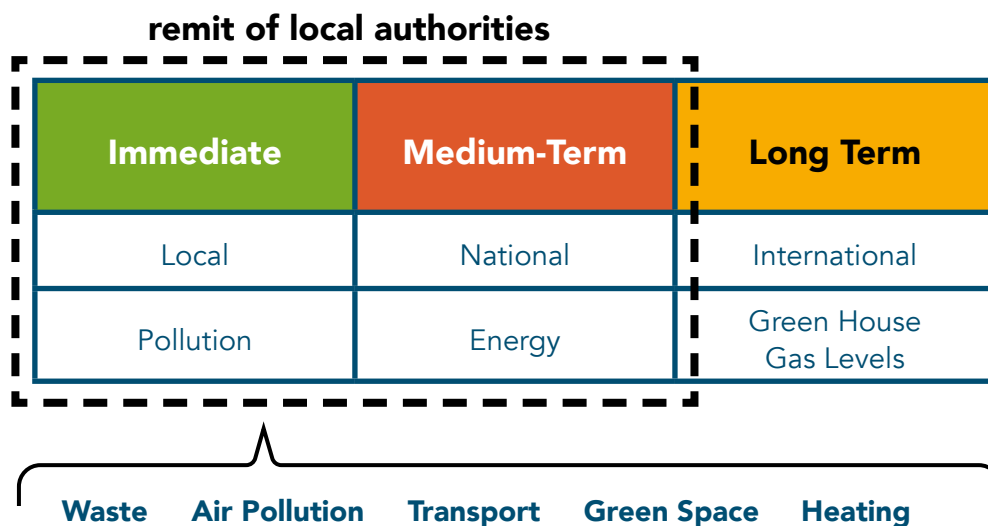 remit of local authorities
Immediate Medium-Term Long Term
Local National International
Pollution Energy Green House
Gas Levels
Waste Air Pollution Transport Green Space Heating